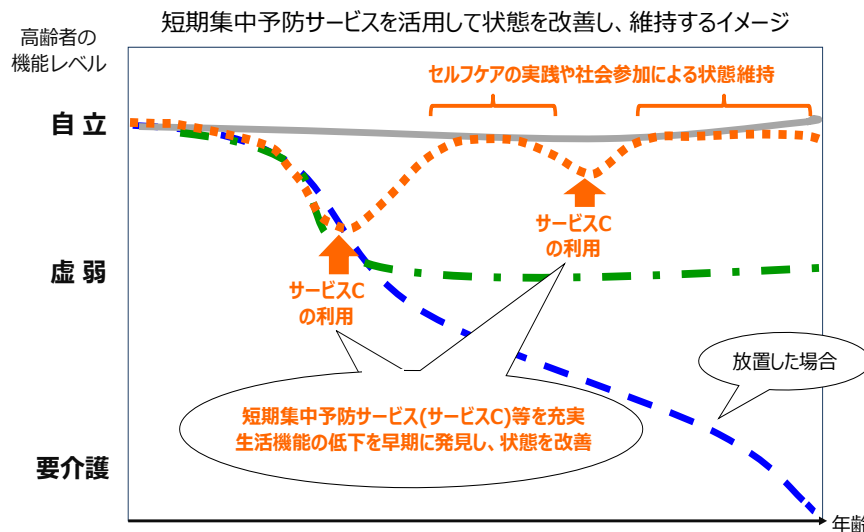 短期集中予防サービスを活用して状態を改善し、維持するイメージ
高齢者の
機能レベル
セルフケアの実践や社会参加による状態維持
自立
サービスC
の利用
虚弱
サービスC
の利用
放置した場合
短期集中予防サービス(サービスC)等を充実
生活機能の低下を早期に発見し、状態を改善
要介護
年齢